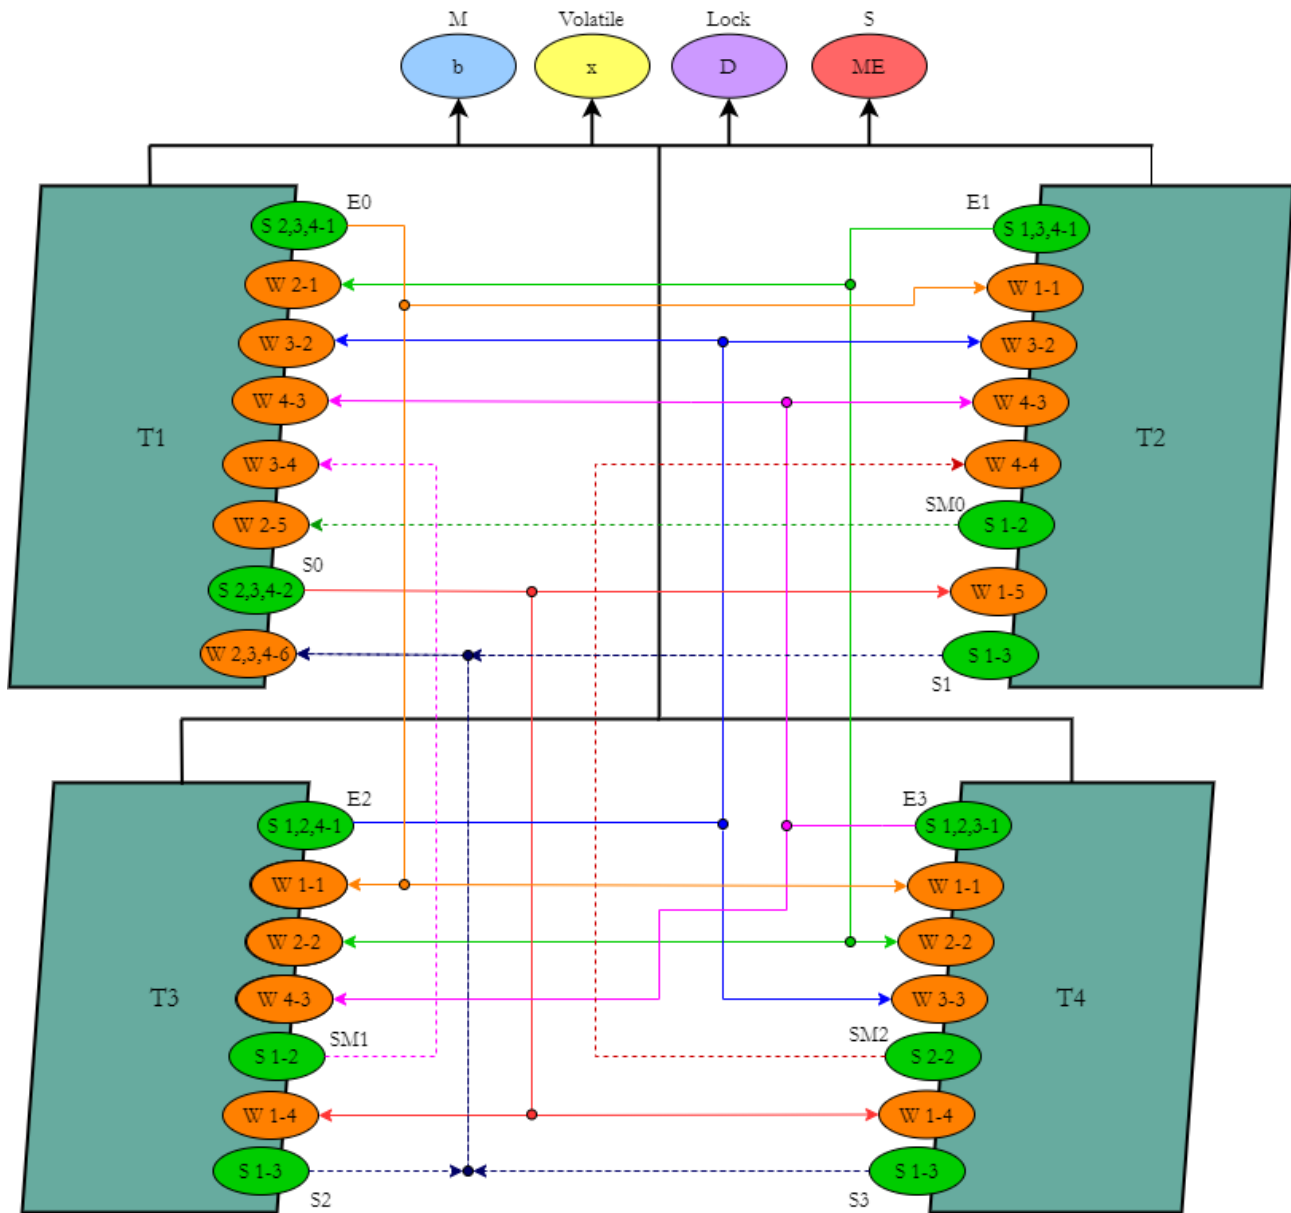 M Volatile Lock S
b x D ME
E0 E1
S 2,3,4-1 S 1,3,4-1
W 2-1 W 1-1
W 3-2 W 3-2
W 4-3 W 4-3
T1 T2
W 3-4 W 4-4
SM0
W 2-5 S 1-2
S0
S 2,3,4-2 W 1-5
W 2,3,4-6 S 1-3
S1
E2 E3
S 1,2,4-1 S 1,2,3-1
W 1-1 W 1-1
W 2-2 W 2-2
T3 W 4-3 W 3-3 T4
SM1 SM2
S 1-2 S 2-2
W 1-4 W 1-4
S 1-3 S 1-3
S2 S3